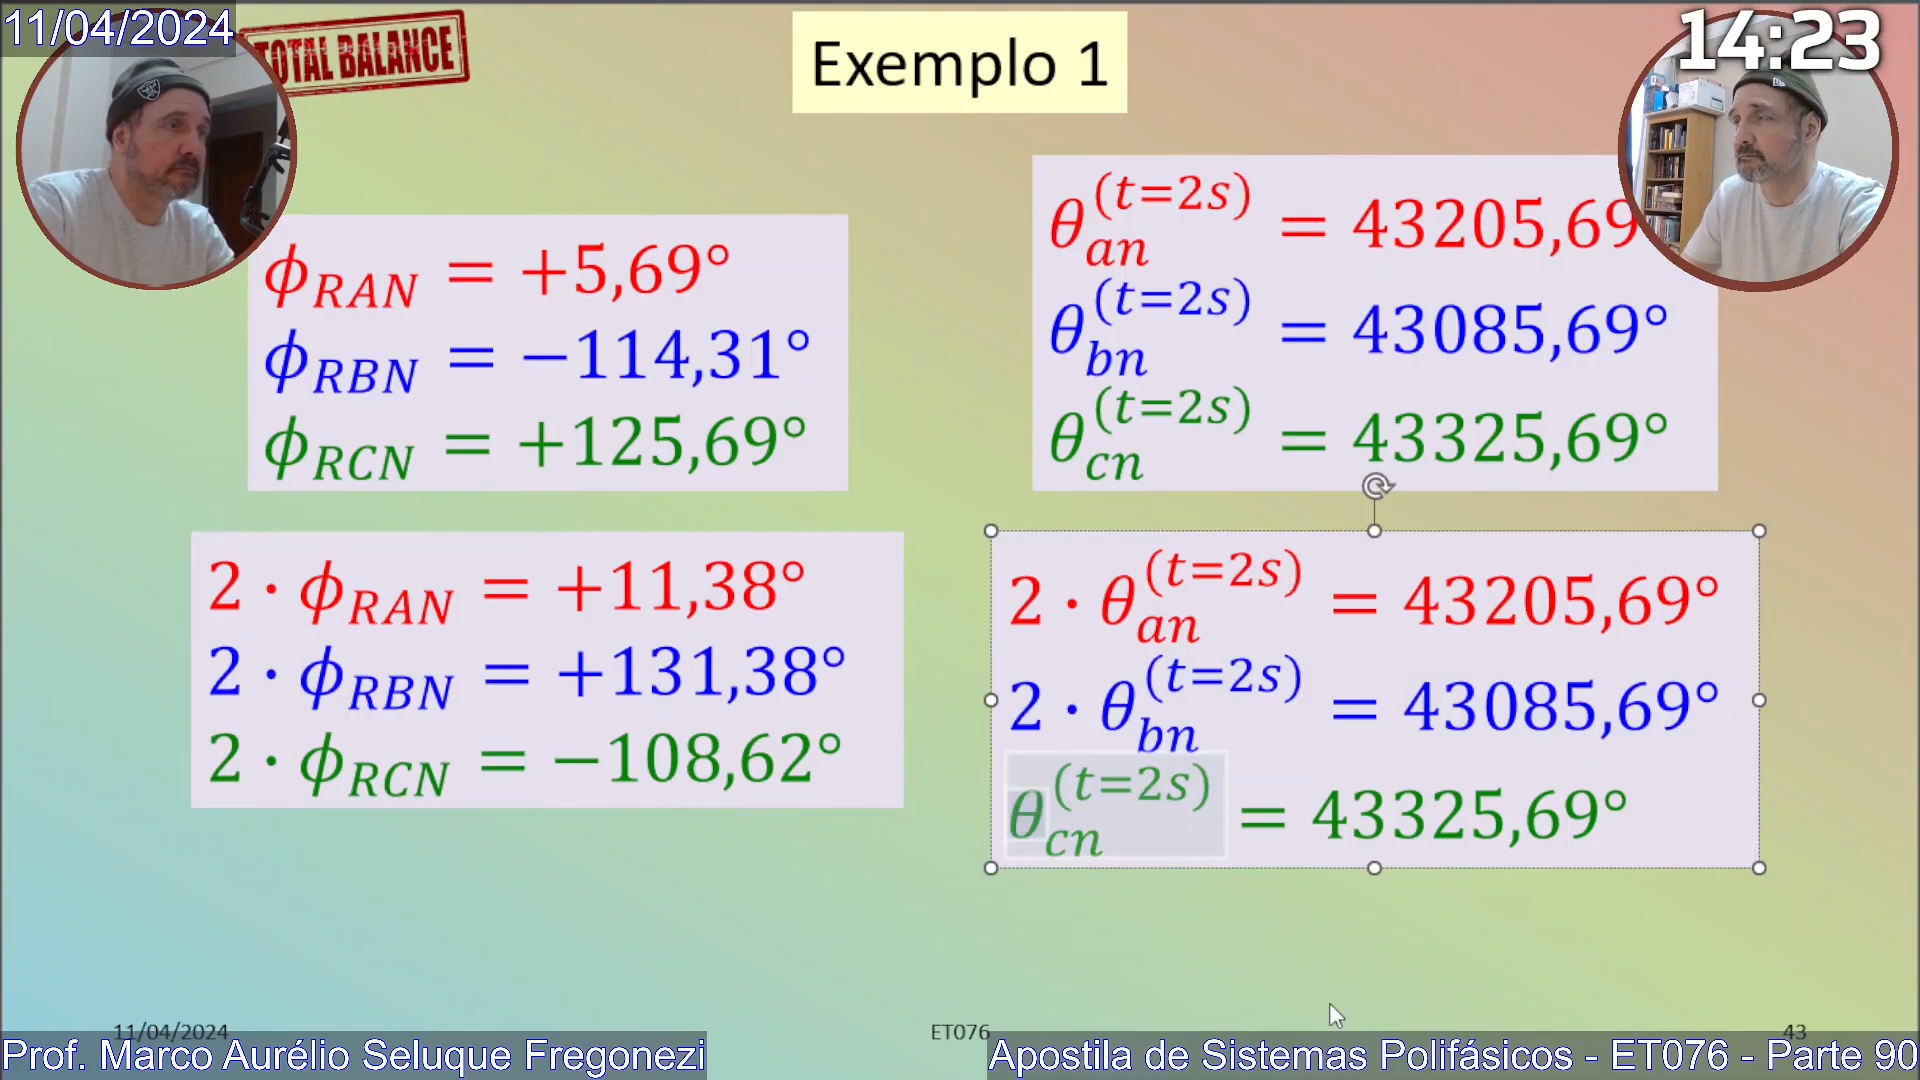 11/04/2024
TOTAL BALANCE
Exemplo 1
14:23
ϕ_RAN = +5,69°
ϕ_RBN = −114,31°
ϕ_RCN = +125,69°
θ_an^(t=2s) = 43205,69
θ_bn^(t=2s) = 43085,69°
θ_cn^(t=2s) = 43325,69°
2 · ϕ_RAN = +11,38°
2 · ϕ_RBN = +131,38°
2 · ϕ_RCN = −108,62°
2 · θ_an^(t=2s) = 43205,69°
2 · θ_bn^(t=2s) = 43085,69°
θ_cn^(t=2s) = 43325,69°
11/04/2024
ET076
43
Prof. Marco Aurélio Seluque Fregonezi
Apostila de Sistemas Polifásicos - ET076 - Parte 90